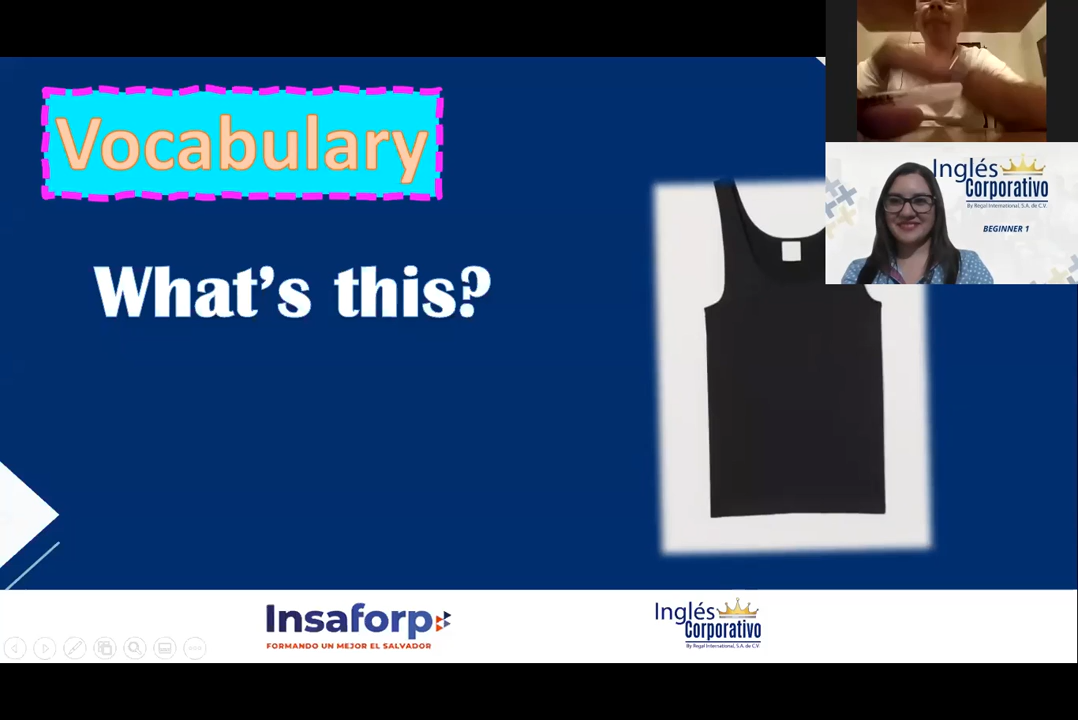 Vocabulary
What's this?
Inglés
Corporativo
By Regal International, S.A. de C.V.
BEGINNER 1
Insaforp
FORMANDO UN MEJOR EL SALVADOR
Inglés
Corporativo
By Regal International, S.A. de C.V.